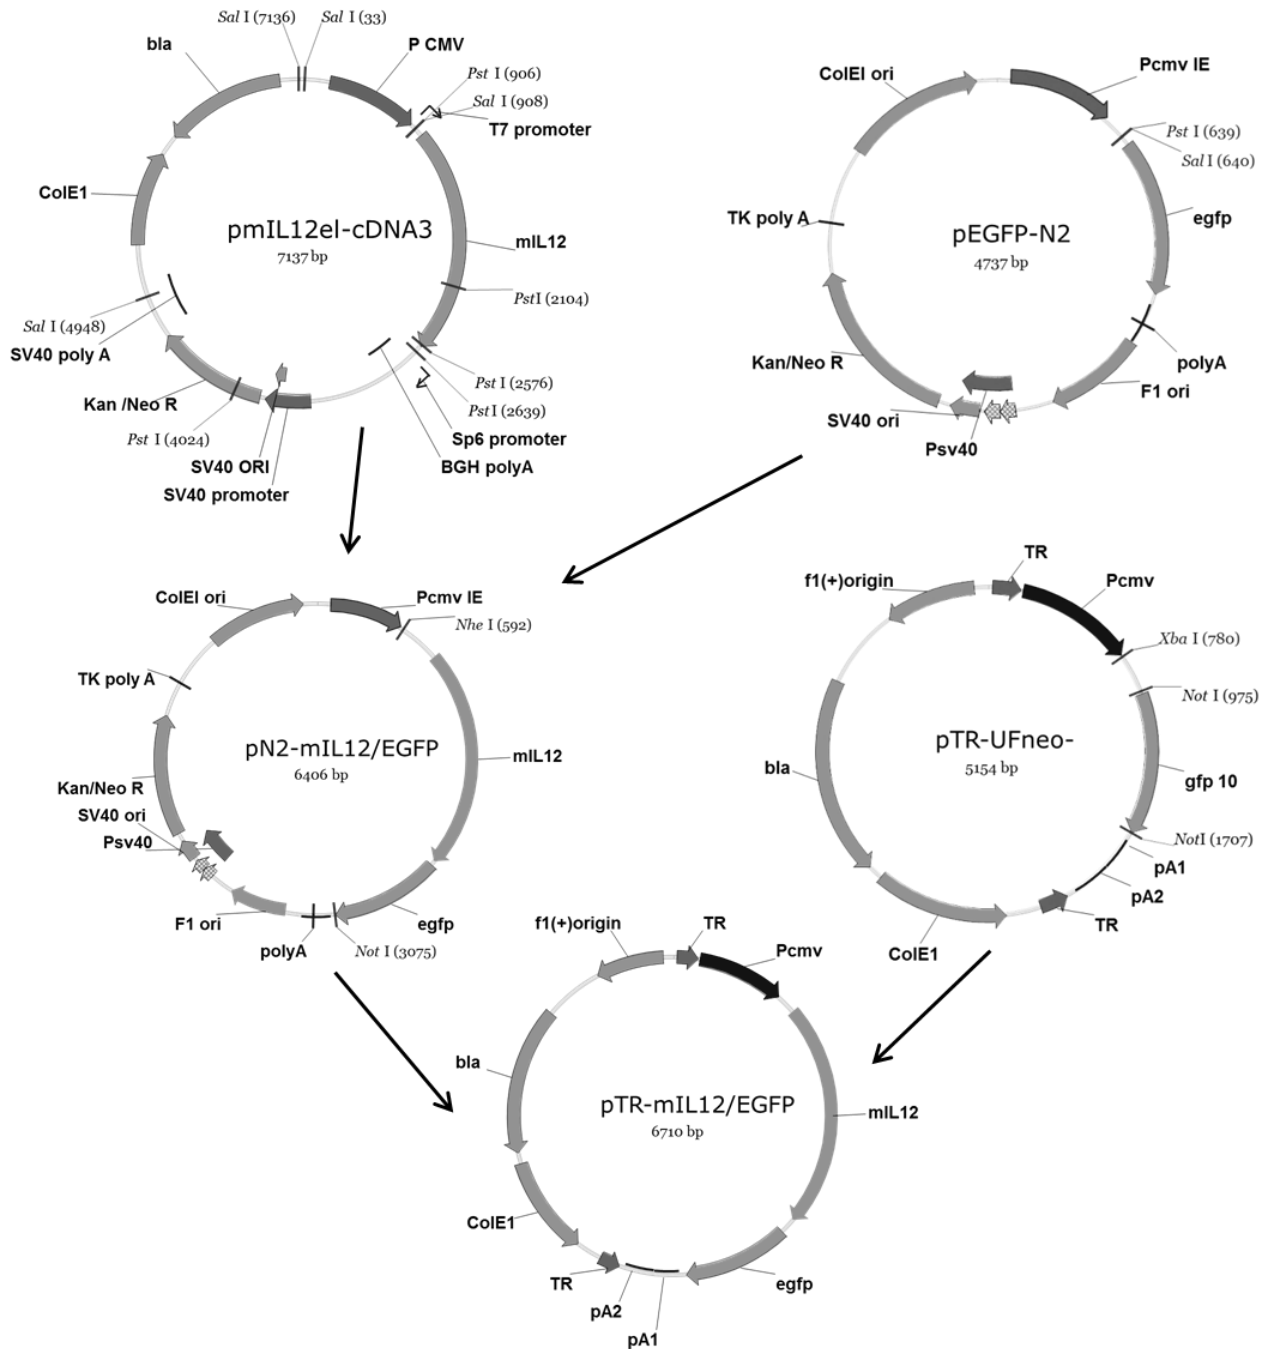 Sal I (7136)
Sal I (33)
bla
P CMV
Pst I (906)
Sal I (908)
T7 promoter
ColE1
pmIL12el-cDNA3
7137 bp
mIL12
PstI (2104)
Sal I (4948)
SV40 poly A
Kan /Neo R
Pst I (4024)
SV40 ORI
SV40 promoter
Pst I (2576)
PstI (2639)
Sp6 promoter
BGH polyA
ColEI ori
Pcmv IE
Pst I (639)
Sal I (640)
TK poly A
pEGFP-N2
4737 bp
egfp
Kan/Neo R
polyA
F1 ori
SV40 ori
Psv40
ColEI ori
Pcmv IE
Nhe I (592)
TK poly A
pN2-mIL12/EGFP
6406 bp
mIL12
Kan/Neo R
SV40 ori
Psv40
F1 ori
polyA
Not I (3075)
egfp
TR
f1(+)origin
Pcmv
Xba I (780)
Not I (975)
pTR-UFneo-
5154 bp
bla
gfp 10
NotI (1707)
pA1
pA2
TR
ColE1
f1(+)origin
TR
Pcmv
bla
pTR-mIL12/EGFP
6710 bp
mIL12
ColE1
TR
pA2
pA1
egfp